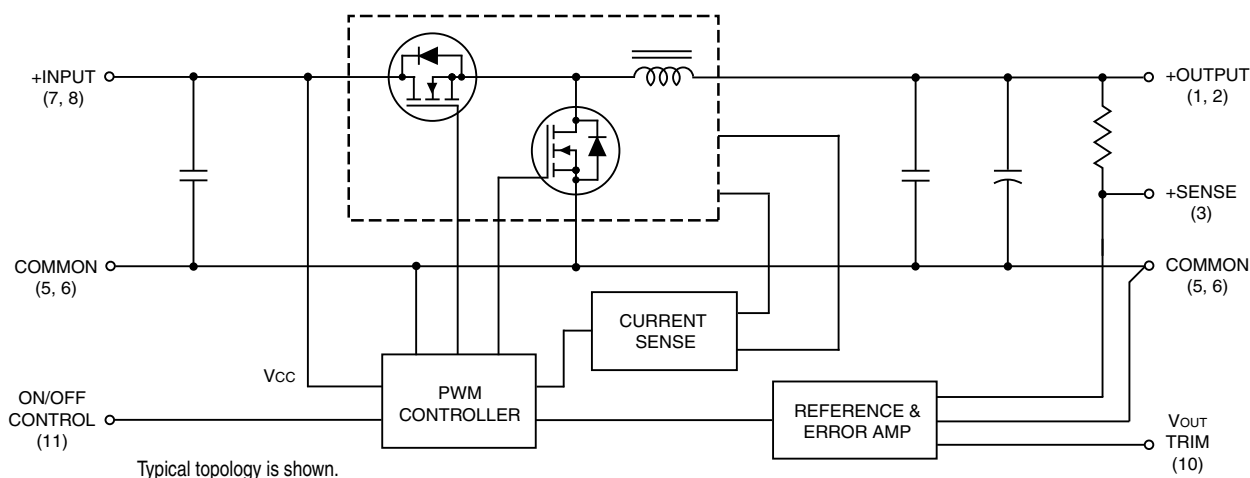 +INPUT
(7, 8)
+OUTPUT
(1, 2)
+SENSE
(3)
COMMON
(5, 6)
COMMON
(5, 6)
CURRENT
SENSE
VCC
PWM
CONTROLLER
ON/OFF
CONTROL
(11)
REFERENCE &
ERROR AMP
VOUT
TRIM
(10)
Typical topology is shown.